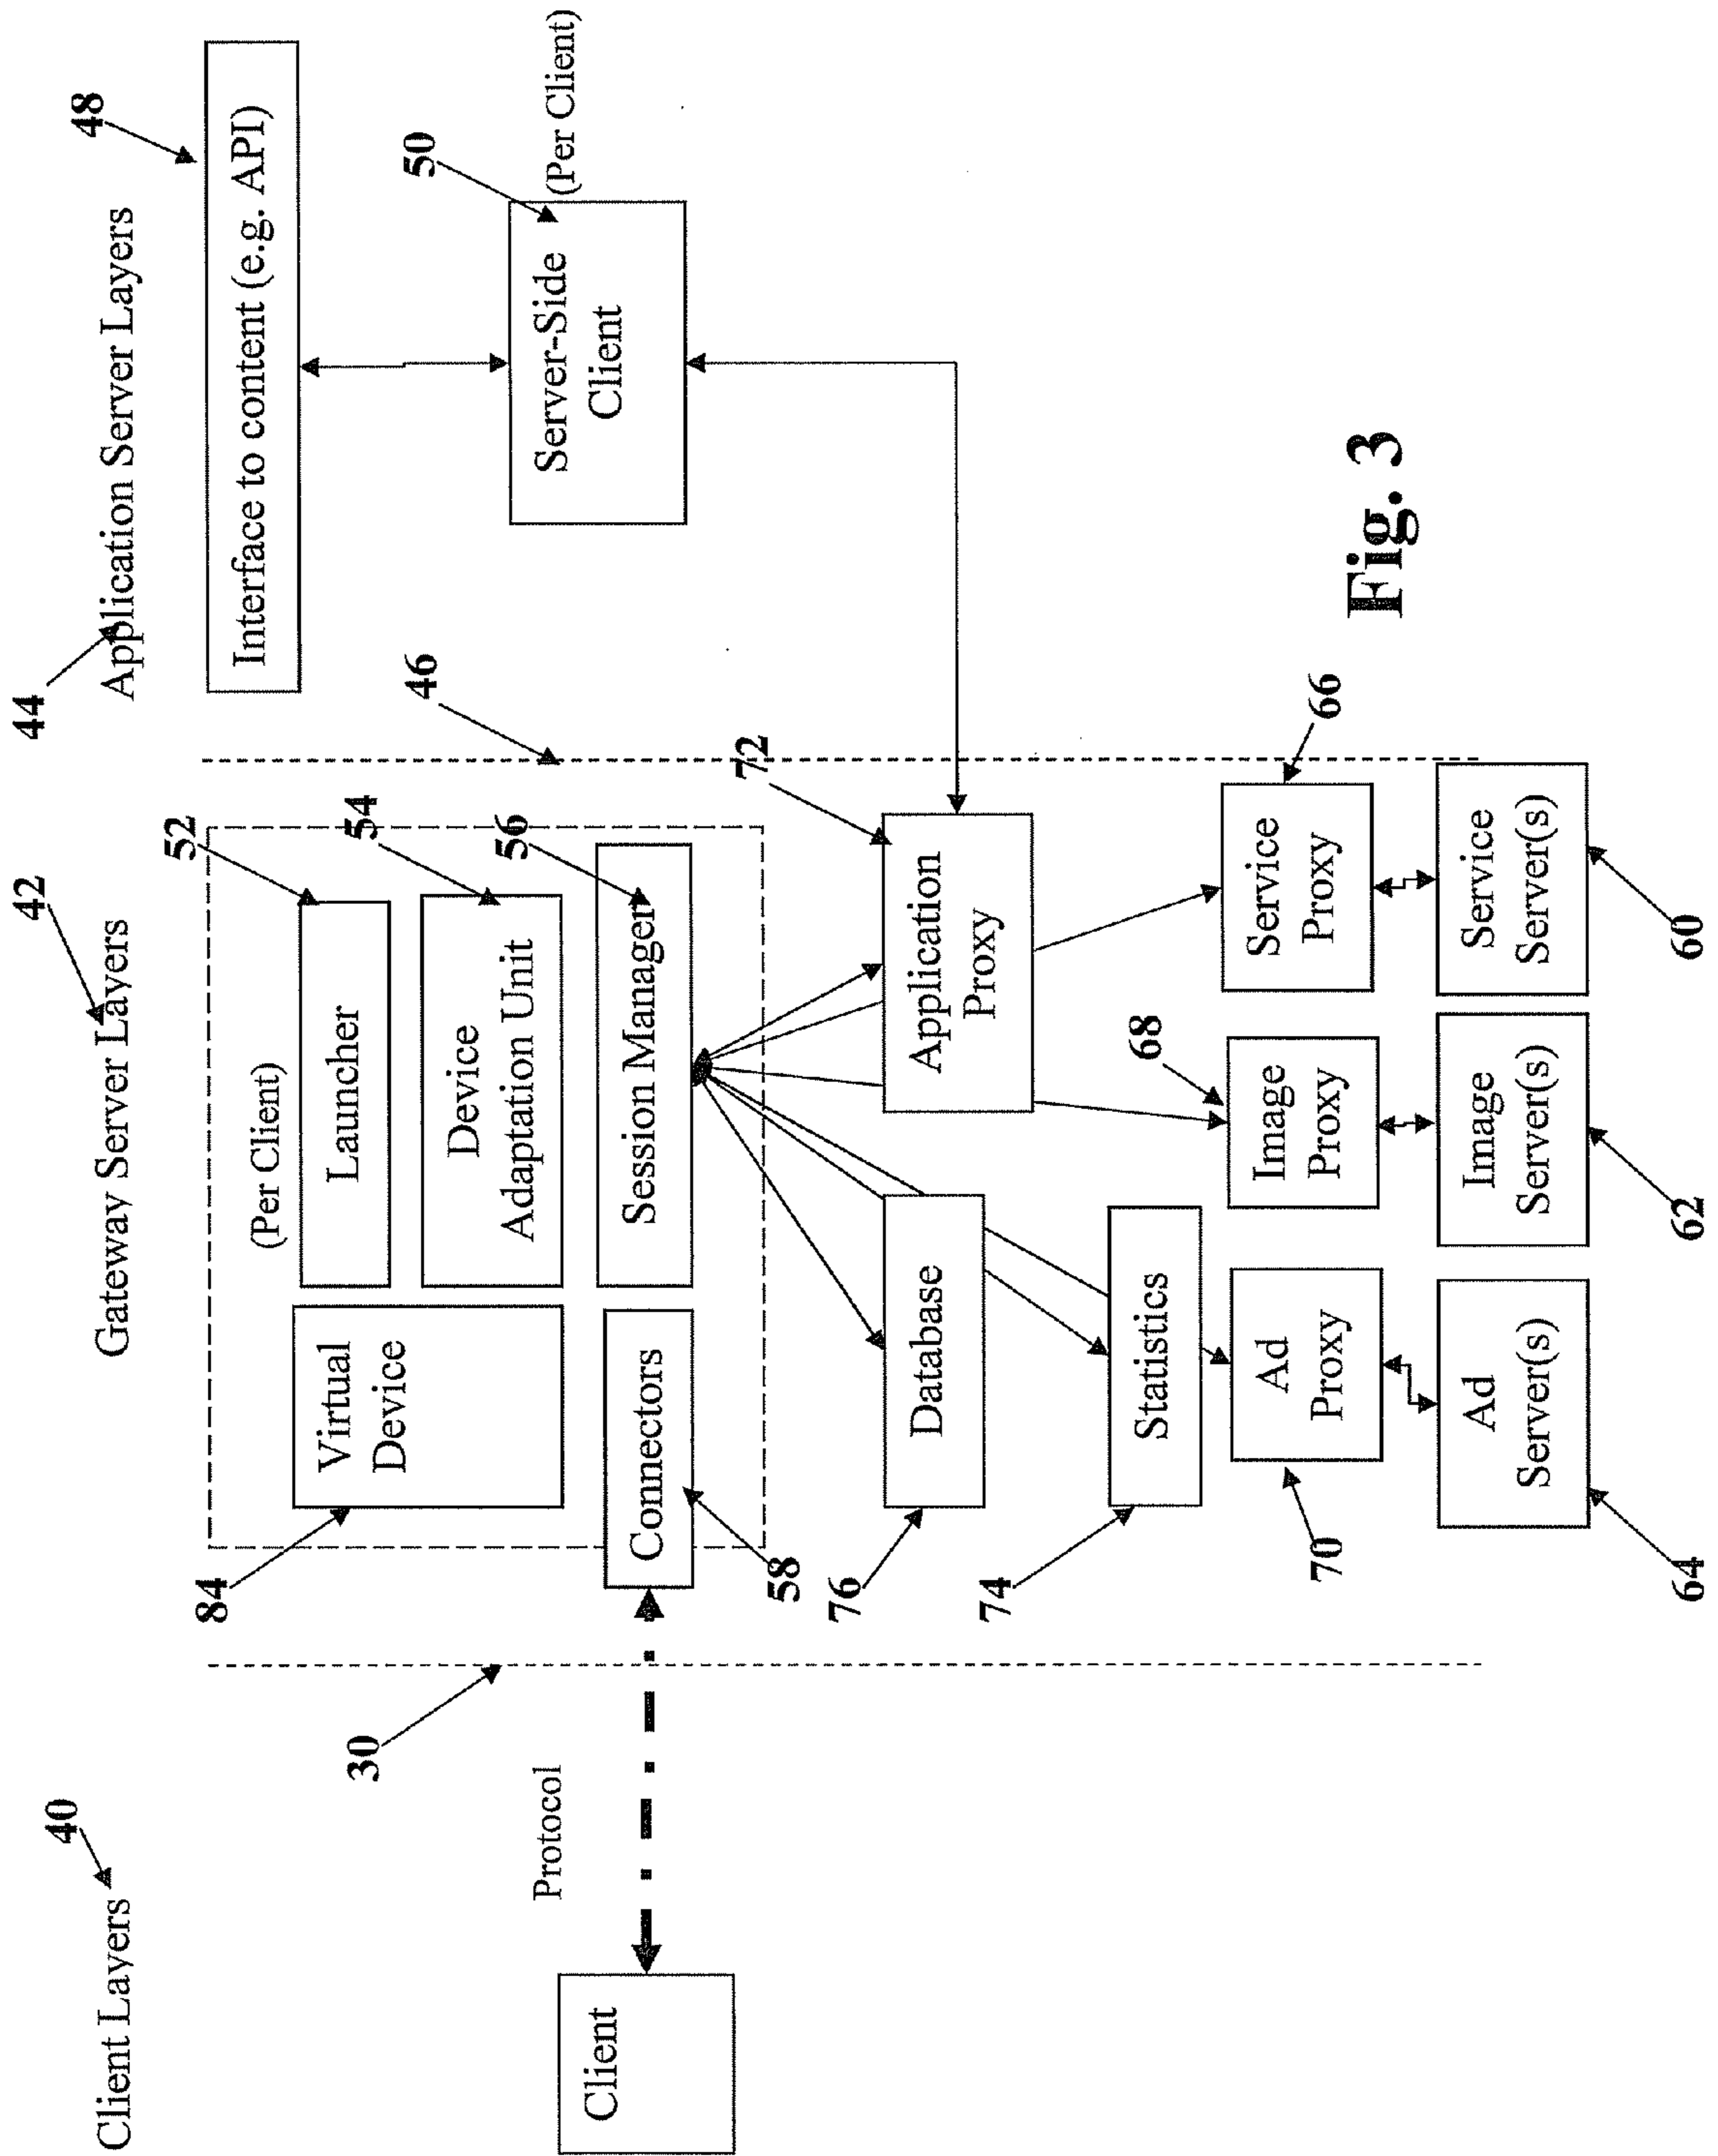 Client Layers
40
Gateway Server Layers
42
44
Application Server Layers
48
Interface to content (e.g. API)
50
(Per Client)
Server-Side
Client
46
30
Protocol
Client
(Per Client)
84
Virtual
Device
52
Launcher
54
Device
Adaptation Unit
56
Session Manager
Connectors
58
76
Database
72
Application
Proxy
74
Statistics
70
Ad
Proxy
68
Image
Proxy
66
Service
Proxy
Ad
Server(s)
64
Image
Server(s)
62
Service
Server(s)
60
Fig. 3